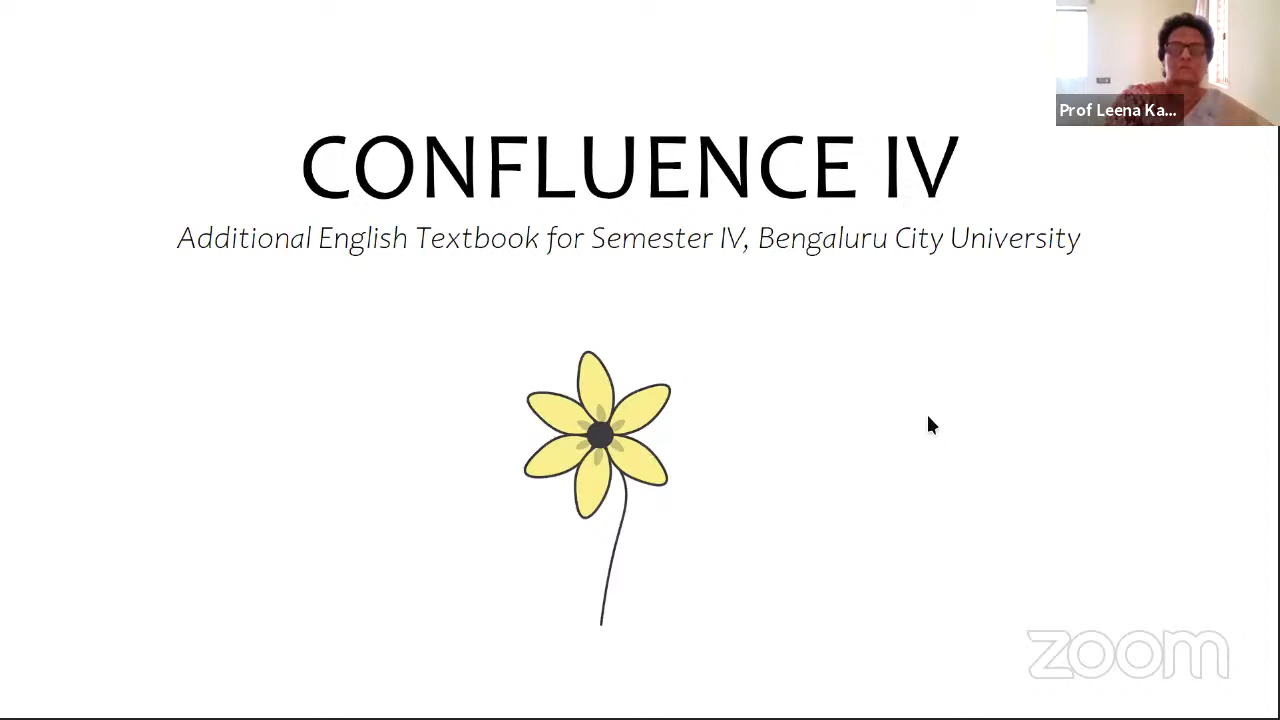 Prof Leena Ka...
CONFLUENCE IV
Additional English Textbook for Semester IV, Bengaluru City University
zoom